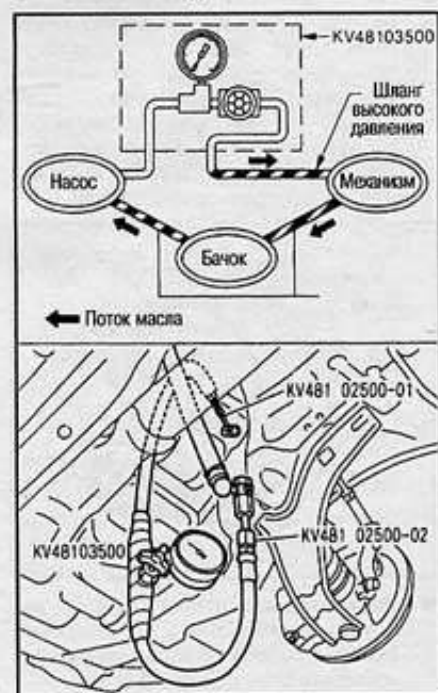 KV48103500
Шланг
высокого
давления
Насос
Механизм
Бачок
Поток масла
KV481 02500-01
KV48103500
KV481 02500-02